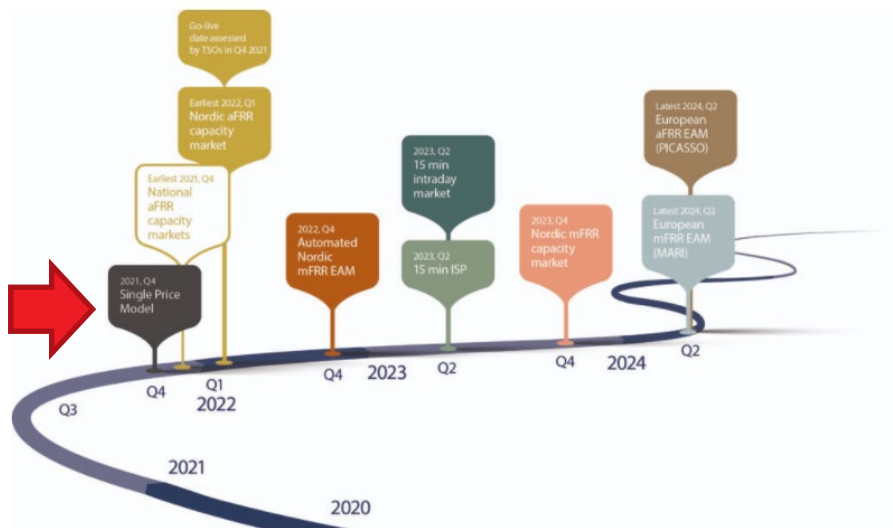 Go-live
date assessed
by TSOs in Q4 2021
Earliest 2022, Q1
Nordic aFRR
capacity
market
Earliest 2021, Q4
National
aFRR
capacity
markets
2021, Q4
Single Price
Model
2022, Q4
Automated
Nordic
mFRR EAM
2023, Q2
15 min
intraday
market
2023, Q2
15 min ISP
2023, Q4
Nordic mFRR
capacity
market
Latest 2024, Q2
European
aFRR EAM
(PICASSO)
Latest 2024, Q2
European
mFRR EAM
(MARI)
Q3
Q4
Q1
2022
Q4
2023
Q2
Q4
2024
Q2
2021
2020